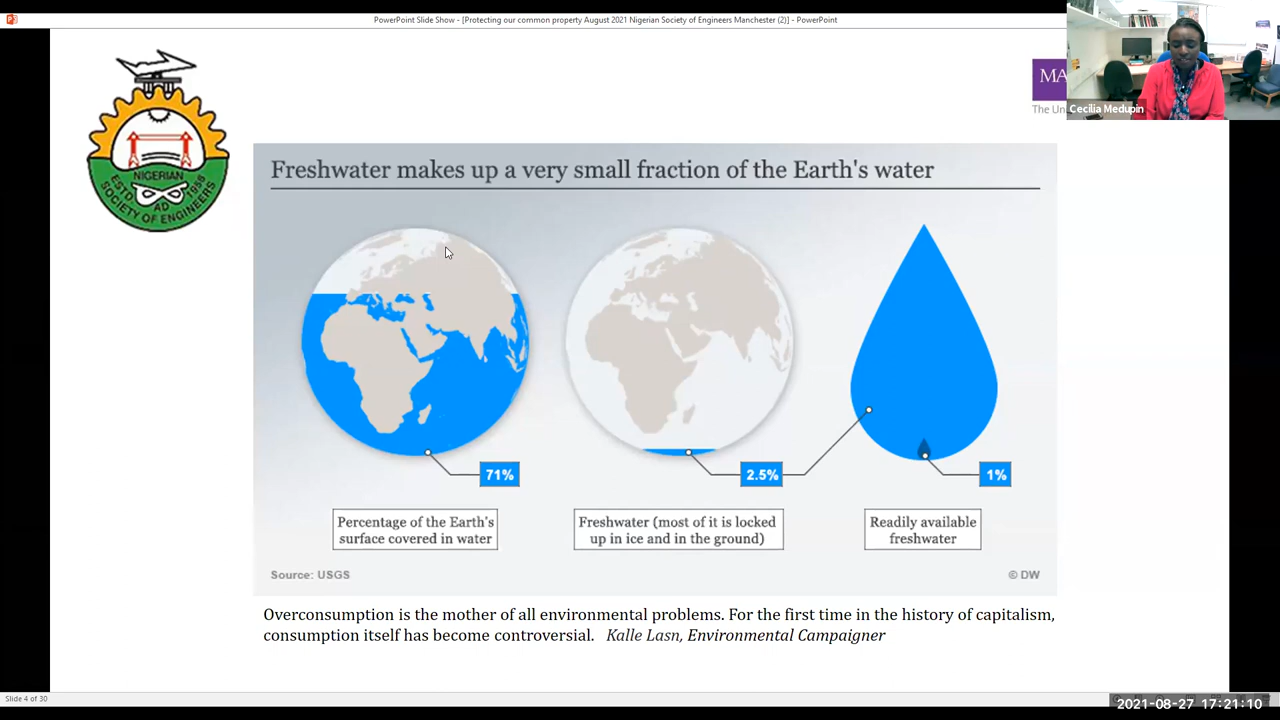 PowerPoint Slide Show - [Protecting our common property August 2021 Nigerian Society of Engineers Manchester (2)] - PowerPoint
MA
The Un
Cecilia Medupin
NIGERIAN
ESTD AD 1958
SOCIETY OF ENGINEERS
Freshwater makes up a very small fraction of the Earth's water
71%
2.5%
1%
Percentage of the Earth's
surface covered in water
Freshwater (most of it is locked
up in ice and in the ground)
Readily available
freshwater
Source: USGS
© DW
Overconsumption is the mother of all environmental problems. For the first time in the history of capitalism,
consumption itself has become controversial. Kalle Lasn, Environmental Campaigner
Slide 4 of 30
2021-08-27 17:21:10